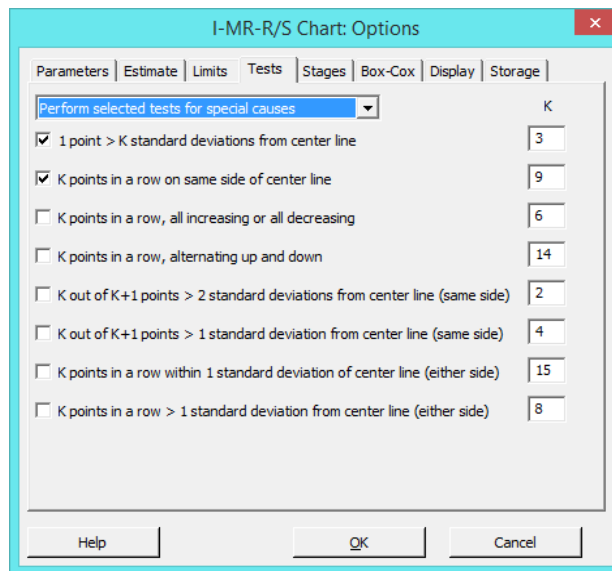 I-MR-R/S Chart: Options
×
Parameters Estimate Limits Tests Stages Box-Cox Display Storage
Perform selected tests for special causes K
1 point > K standard deviations from center line 3
K points in a row on same side of center line 9
K points in a row, all increasing or all decreasing 6
K points in a row, alternating up and down 14
K out of K+1 points > 2 standard deviations from center line (same side) 2
K out of K+1 points > 1 standard deviation from center line (same side) 4
K points in a row within 1 standard deviation of center line (either side) 15
K points in a row > 1 standard deviation from center line (either side) 8
Help OK Cancel